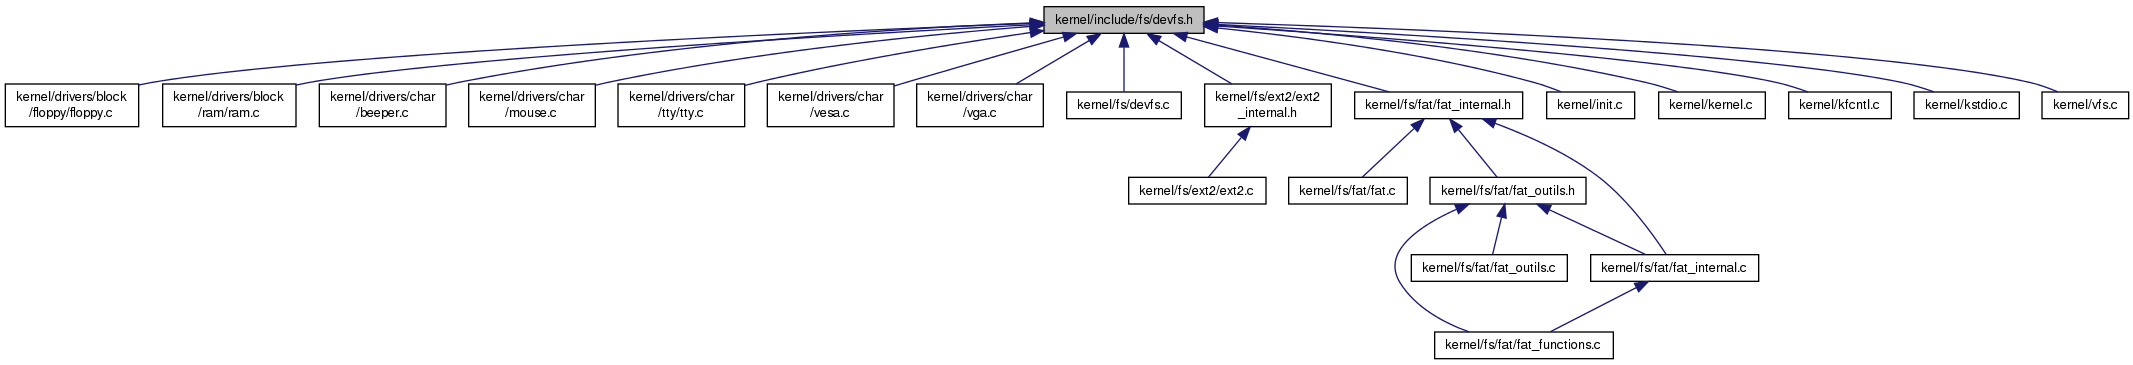 kernel/include/fs/devfs.h
kernel/drivers/block
/floppy/floppy.c
kernel/drivers/block
/ram/ram.c
kernel/drivers/char
/beeper.c
kernel/drivers/char
/mouse.c
kernel/drivers/char
/tty/tty.c
kernel/drivers/char
/vesa.c
kernel/drivers/char
/vga.c
kernel/fs/devfs.c
kernel/fs/ext2/ext2
_internal.h
kernel/fs/fat/fat_internal.h
kernel/init.c
kernel/kernel.c
kernel/kfcntl.c
kernel/kstdio.c
kernel/vfs.c
kernel/fs/ext2/ext2.c
kernel/fs/fat/fat.c
kernel/fs/fat/fat_outils.h
kernel/fs/fat/fat_outils.c
kernel/fs/fat/fat_internal.c
kernel/fs/fat/fat_functions.c